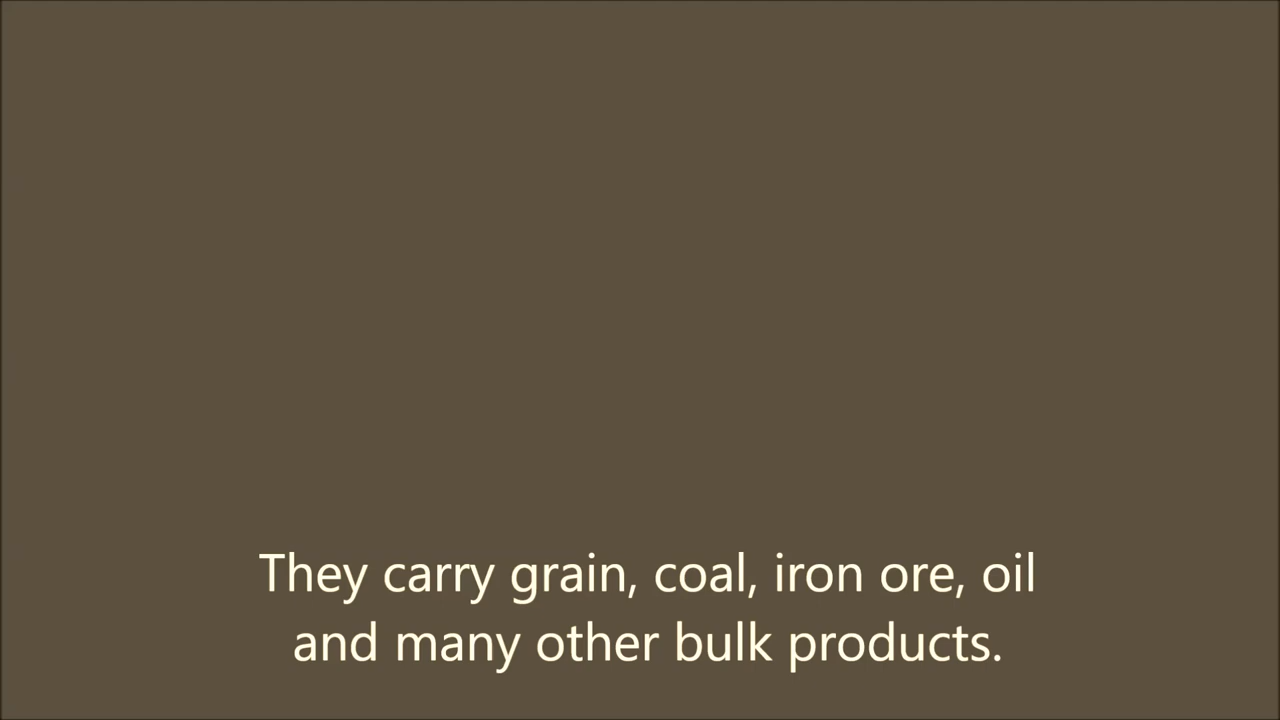 They carry grain, coal, iron ore, oil
and many other bulk products.